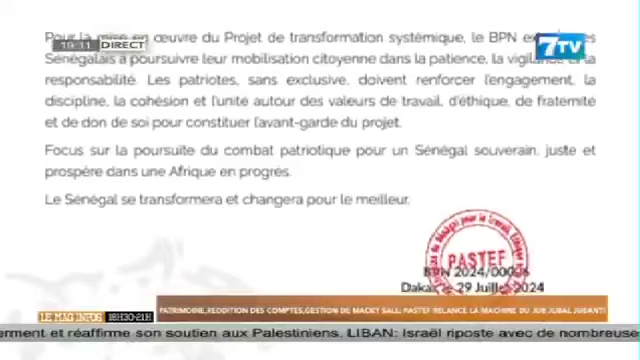 Pour la mise en œuvre du Projet de transformation systémique, le BPN
19:11 DIRECT
7TV
Sénégalais à poursuivre leur mobilisation citoyenne dans la patience, la la
responsabilité. Les patriotes, sans exclusive, doivent renforcer l'engagement, la
discipline, la cohésion et l'unité autour des valeurs de travail, d'éthique, de fraternité
et de don de soi pour constituer l'avant-garde du projet.
Focus sur la poursuite du combat patriotique pour un Sénégal souverain, juste et
prospère dans une Afrique en progrès.
Le Sénégal se transformera et changera pour le meilleur.
PASTEF
BPN 2024/
29 Juillet 2024
LE MAG INFOS 18H30-21H
PATRIMOINE,REDDITION DES COMPTES,GESTION DE MACKY SALL: PASTEF RELANCE LA MACHINE DU JUB JUBAL JUBANTI
erment et réaffirme son soutien aux Palestiniens. LIBAN: Israël riposte avec de nombreuse